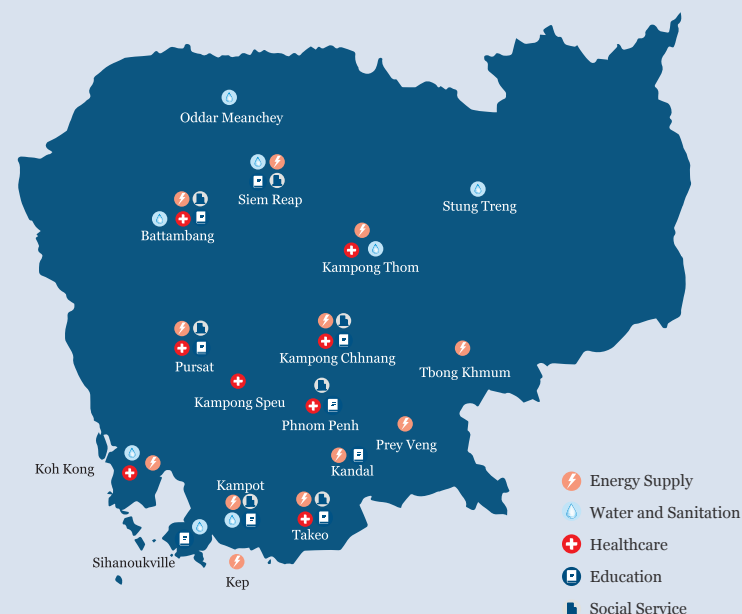 Oddar Meanchey
Siem Reap
Stung Treng
Battambang
Kampong Thom
Kampong Chhnang
Pursat
Tbong Khmum
Kampong Speu
Phnom Penh
Prey Veng
Koh Kong
Kandal
Kampot
Takeo
Sihanoukville
Kep
Energy Supply
Water and Sanitation
Healthcare
Education
Social Service